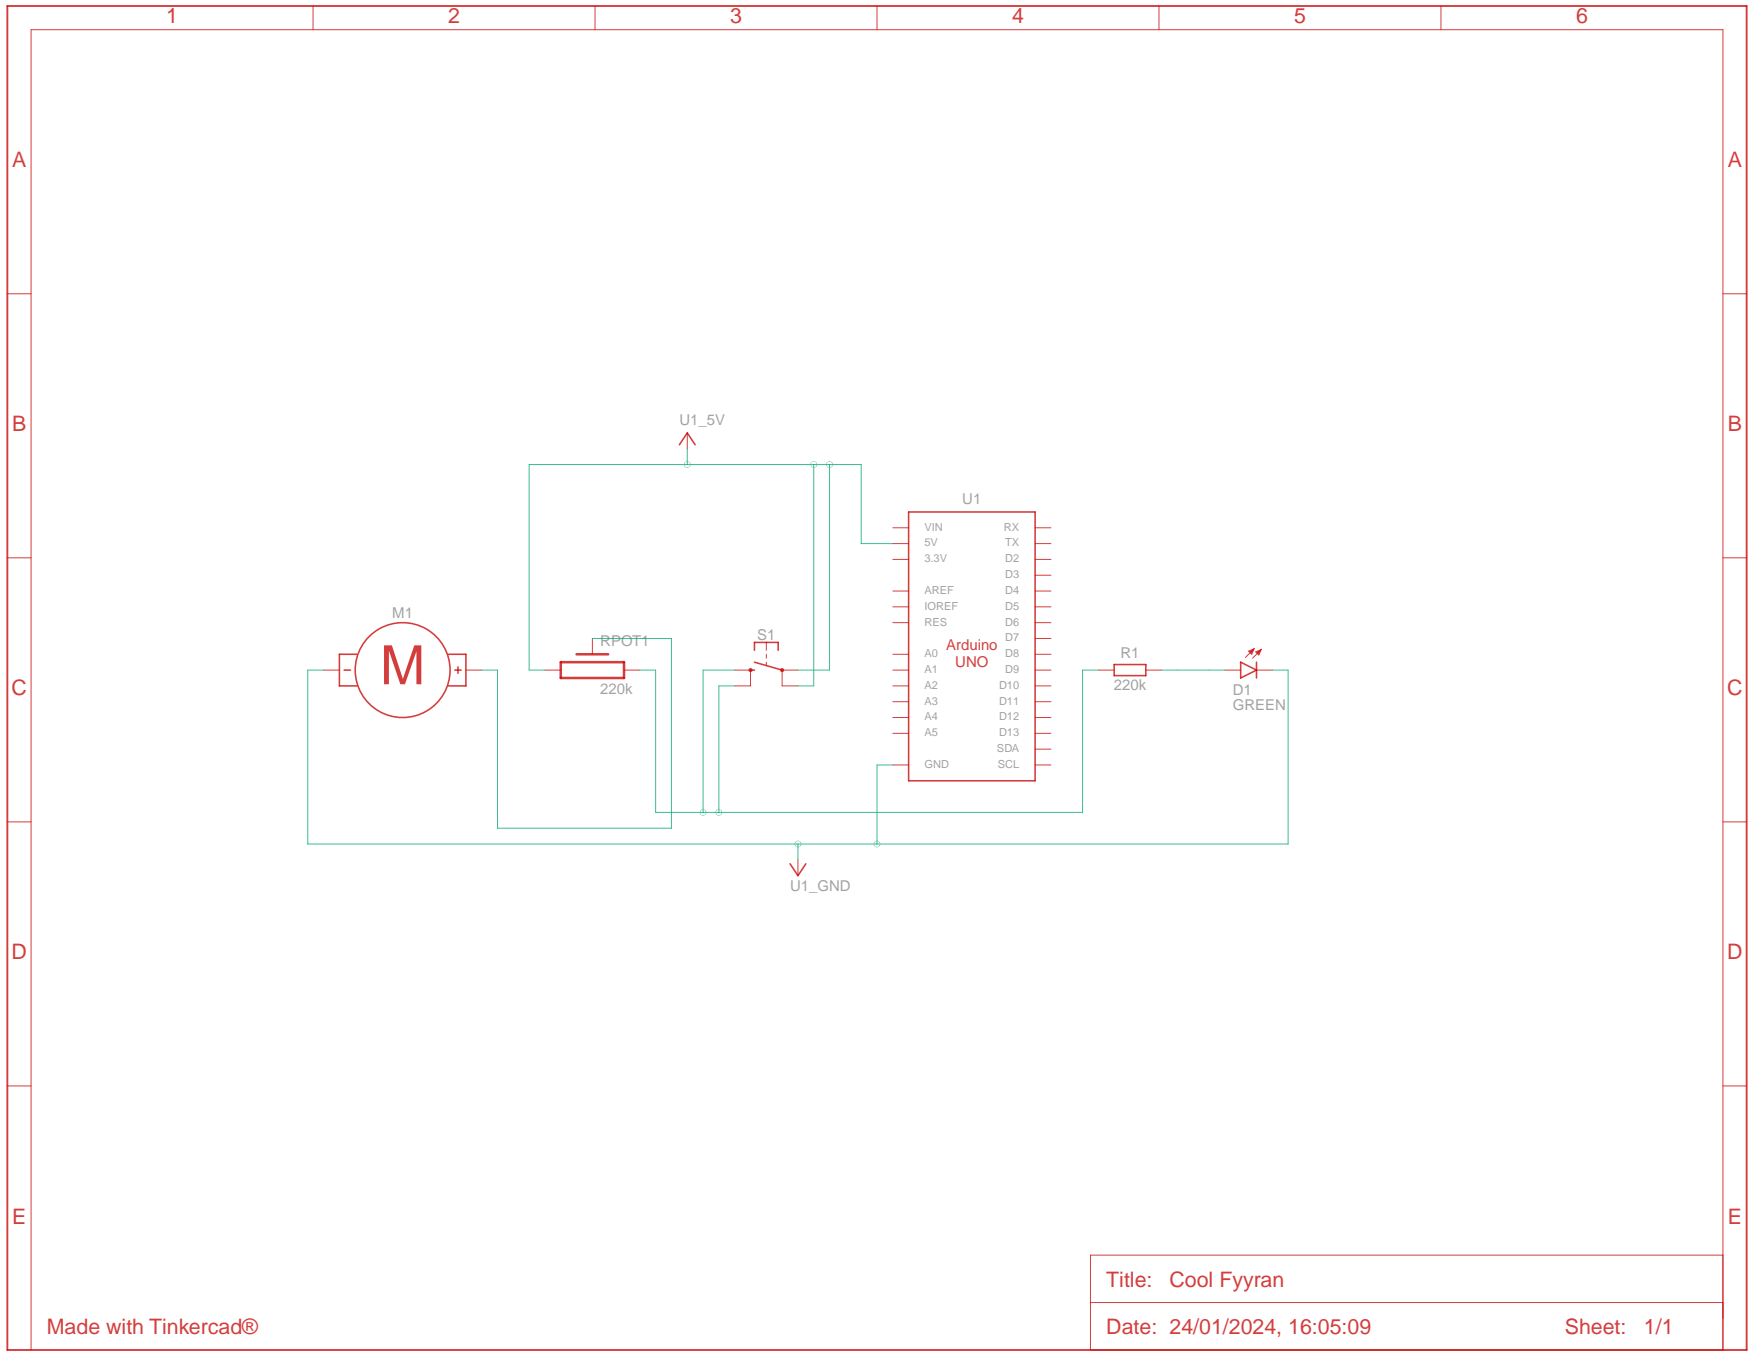 1 2 3 4 5 6
A A
B B
C C
D D
E E
U1_5V
U1
VIN RX
5V TX
3.3V D2
D3
AREF D4
IOREF D5
RES D6
D7
Arduino
UNO
A0 D8
A1 D9
A2 D10
A3 D11
A4 D12
A5 D13
SDA
GND SCL
M1
- M +
RPOT1
220k
S1
R1
220k
D1
GREEN
U1_GND
Title: Cool Fyyran
Date: 24/01/2024, 16:05:09 Sheet: 1/1
Made with Tinkercad®